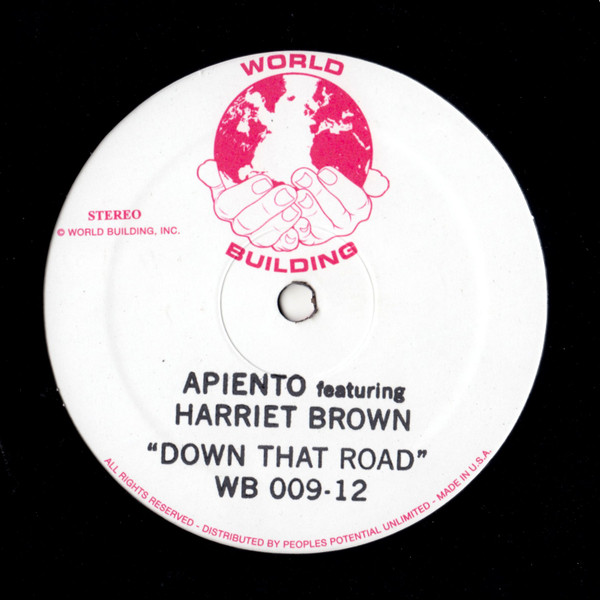 WORLD
BUILDING
STEREO
© WORLD BUILDING, INC.
APIENTO featuring
HARRIET BROWN
“DOWN THAT ROAD”
WB 009-12
ALL RIGHTS RESERVED - DISTRIBUTED BY PEOPLES POTENTIAL UNLIMITED - MADE IN U.S.A.